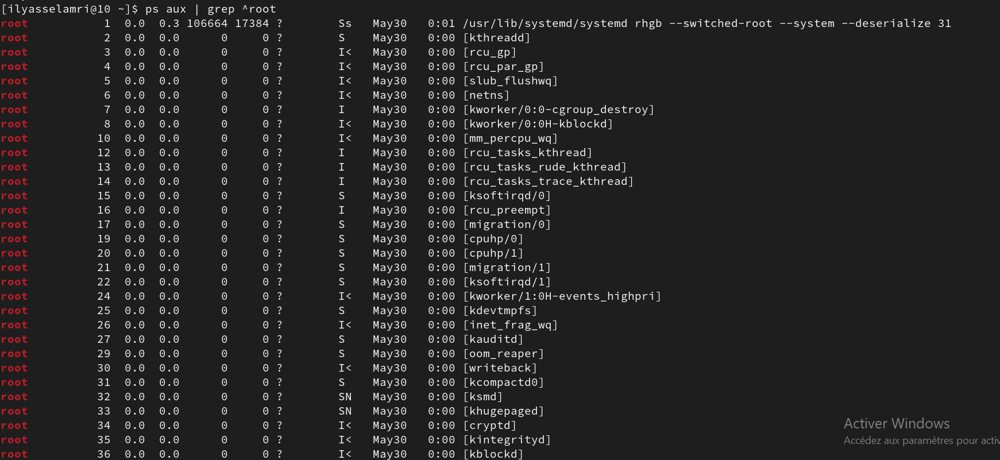 [ilyasselamri@10 ~]$ ps aux | grep ^root
root           1  0.0  0.3 106664 17384 ?        Ss   May30   0:01 /usr/lib/systemd/systemd rhgb --switched-root --system --deserialize 31
root           2  0.0  0.0      0     0 ?        S    May30   0:00 [kthreadd]
root           3  0.0  0.0      0     0 ?        I<   May30   0:00 [rcu_gp]
root           4  0.0  0.0      0     0 ?        I<   May30   0:00 [rcu_par_gp]
root           5  0.0  0.0      0     0 ?        I<   May30   0:00 [slub_flushwq]
root           6  0.0  0.0      0     0 ?        I<   May30   0:00 [netns]
root           7  0.0  0.0      0     0 ?        I    May30   0:00 [kworker/0:0-cgroup_destroy]
root           8  0.0  0.0      0     0 ?        I<   May30   0:00 [kworker/0:0H-kblockd]
root          10  0.0  0.0      0     0 ?        I<   May30   0:00 [mm_percpu_wq]
root          12  0.0  0.0      0     0 ?        I    May30   0:00 [rcu_tasks_kthread]
root          13  0.0  0.0      0     0 ?        I    May30   0:00 [rcu_tasks_rude_kthread]
root          14  0.0  0.0      0     0 ?        I    May30   0:00 [rcu_tasks_trace_kthread]
root          15  0.0  0.0      0     0 ?        S    May30   0:00 [ksoftirqd/0]
root          16  0.0  0.0      0     0 ?        I    May30   0:00 [rcu_preempt]
root          17  0.0  0.0      0     0 ?        S    May30   0:00 [migration/0]
root          19  0.0  0.0      0     0 ?        S    May30   0:00 [cpuhp/0]
root          20  0.0  0.0      0     0 ?        S    May30   0:00 [cpuhp/1]
root          21  0.0  0.0      0     0 ?        S    May30   0:00 [migration/1]
root          22  0.0  0.0      0     0 ?        S    May30   0:00 [ksoftirqd/1]
root          24  0.0  0.0      0     0 ?        I<   May30   0:00 [kworker/1:0H-events_highpri]
root          25  0.0  0.0      0     0 ?        S    May30   0:00 [kdevtmpfs]
root          26  0.0  0.0      0     0 ?        I<   May30   0:00 [inet_frag_wq]
root          27  0.0  0.0      0     0 ?        S    May30   0:00 [kauditd]
root          29  0.0  0.0      0     0 ?        S    May30   0:00 [oom_reaper]
root          30  0.0  0.0      0     0 ?        I<   May30   0:00 [writeback]
root          31  0.0  0.0      0     0 ?        S    May30   0:00 [kcompactd0]
root          32  0.0  0.0      0     0 ?        SN   May30   0:00 [ksmd]
root          33  0.0  0.0      0     0 ?        SN   May30   0:00 [khugepaged]
root          34  0.0  0.0      0     0 ?        I<   May30   0:00 [cryptd]
root          35  0.0  0.0      0     0 ?        I<   May30   0:00 [kintegrityd]
root          36  0.0  0.0      0     0 ?        I<   May30   0:00 [kblockd]
Activer Windows
Accédez aux paramètres pour activ